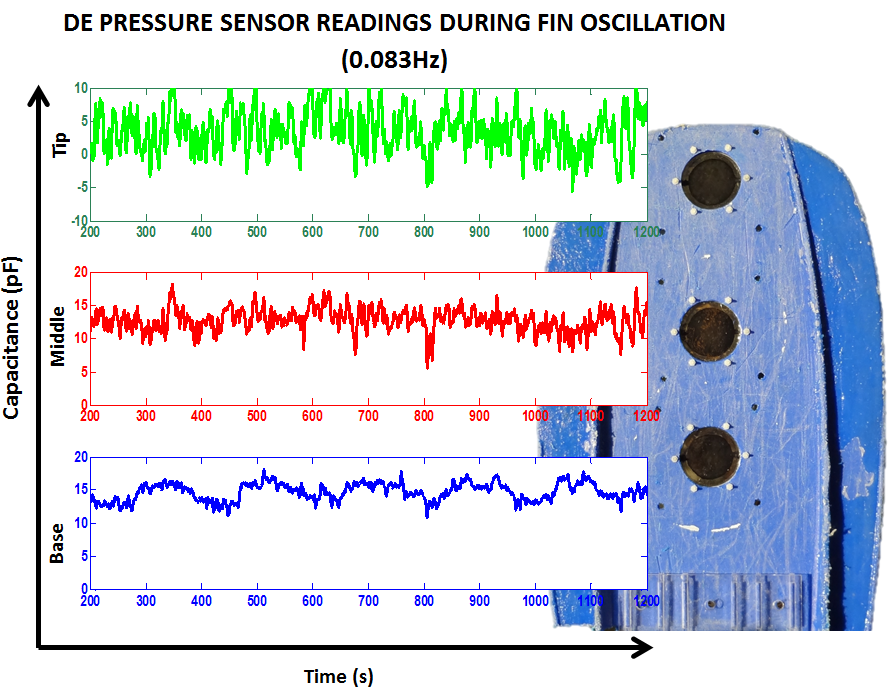 DE PRESSURE SENSOR READINGS DURING FIN OSCILLATION
(0.083Hz)
Capacitance (pF)
Tip
10
5
0
-5
-10
200 300 400 500 600 700 800 900 1000 1100 1200
Middle
20
15
10
5
0
200 300 400 500 600 700 800 900 1000 1100 1200
Base
20
15
10
5
0
200 300 400 500 600 700 800 900 1000 1100 1200
Time (s)